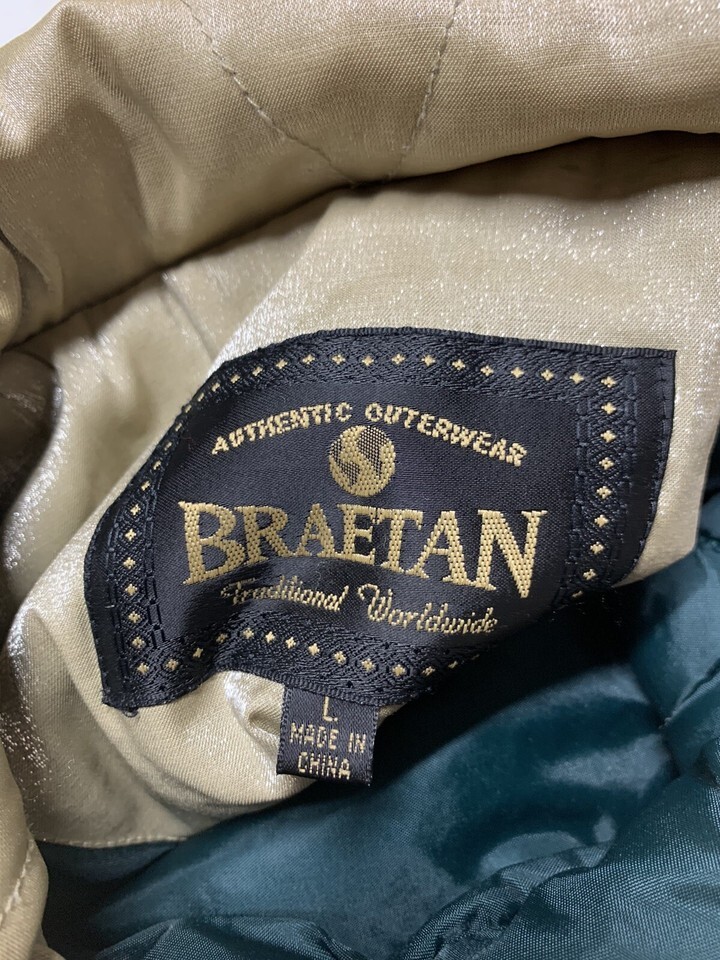 AUTHENTIC OUTERWEAR
BRAETAN
Traditional Worldwide
L
MADE IN
CHINA